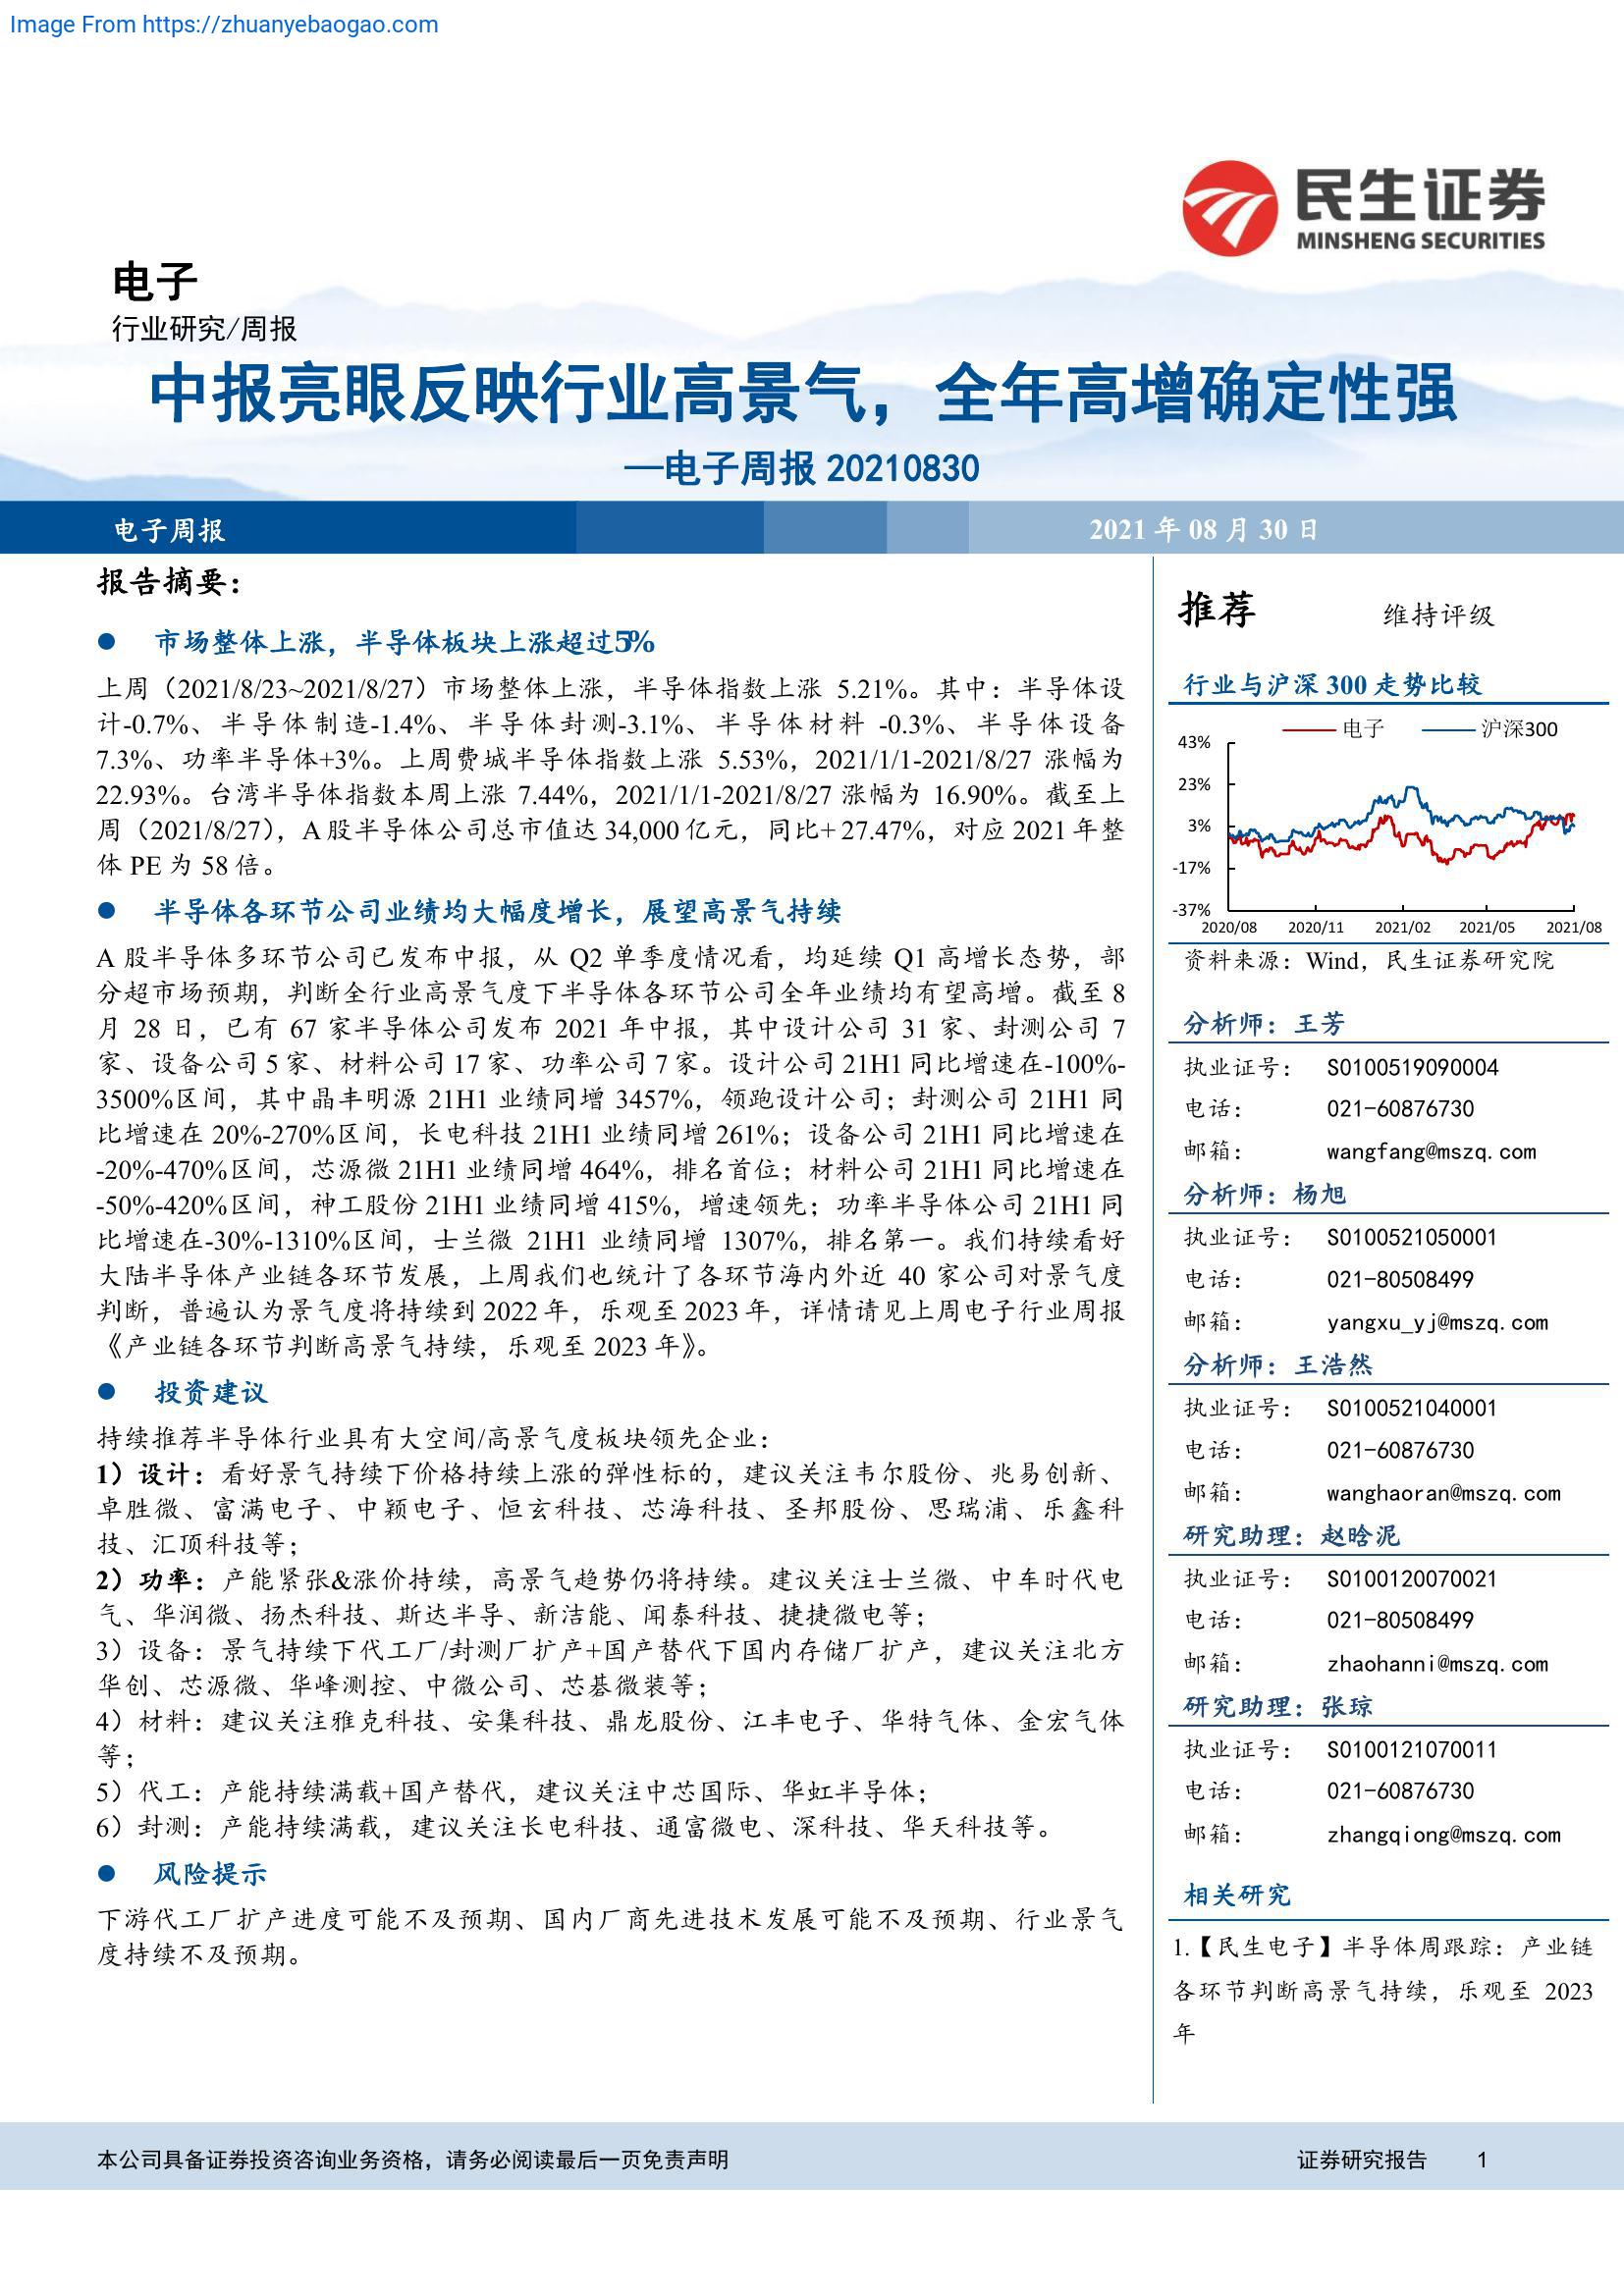 Image From https://zhuanyebaogao.com
民生证券
MINSHENG SECURITIES
电子
行业研究/周报
中报亮眼反映行业高景气，全年高增确定性强
—电子周报 20210830
电子周报
2021 年 08 月 30 日
报告摘要：
● 市场整体上涨，半导体板块上涨超过5%
上周（2021/8/23~2021/8/27）市场整体上涨，半导体指数上涨 5.21%。其中：半导体设
计-0.7%、半导体制造-1.4%、半导体封测-3.1%、半导体材料 -0.3%、半导体设备
7.3%、功率半导体+3%。上周费城半导体指数上涨 5.53%，2021/1/1-2021/8/27 涨幅为
22.93%。台湾半导体指数本周上涨 7.44%，2021/1/1-2021/8/27 涨幅为 16.90%。截至上
周（2021/8/27），A 股半导体公司总市值达 34,000 亿元，同比+ 27.47%，对应 2021 年整
体 PE 为 58 倍。
● 半导体各环节公司业绩均大幅度增长，展望高景气持续
A 股半导体多环节公司已发布中报，从 Q2 单季度情况看，均延续 Q1 高增长态势，部
分超市场预期，判断全行业高景气度下半导体各环节公司全年业绩均有望高增。截至 8
月 28 日，已有 67 家半导体公司发布 2021 年中报，其中设计公司 31 家、封测公司 7
家、设备公司 5 家、材料公司 17 家、功率公司 7 家。设计公司 21H1 同比增速在-100%-
3500%区间，其中晶丰明源 21H1 业绩同增 3457%，领跑设计公司；封测公司 21H1 同
比增速在 20%-270%区间，长电科技 21H1 业绩同增 261%；设备公司 21H1 同比增速在
-20%-470%区间，芯源微 21H1 业绩同增 464%，排名首位；材料公司 21H1 同比增速在
-50%-420%区间，神工股份 21H1 业绩同增 415%，增速领先；功率半导体公司 21H1 同
比增速在-30%-1310%区间，士兰微 21H1 业绩同增 1307%，排名第一。我们持续看好
大陆半导体产业链各环节发展，上周我们也统计了各环节海内外近 40 家公司对景气度
判断，普遍认为景气度将持续到 2022 年，乐观至 2023 年，详情请见上周电子行业周报
《产业链各环节判断高景气持续，乐观至 2023 年》。
● 投资建议
持续推荐半导体行业具有大空间/高景气度板块领先企业：
1）设计：看好景气持续下价格持续上涨的弹性标的，建议关注韦尔股份、兆易创新、
卓胜微、富满电子、中颖电子、恒玄科技、芯海科技、圣邦股份、思瑞浦、乐鑫科
技、汇顶科技等；
2）功率：产能紧张&涨价持续，高景气趋势仍将持续。建议关注士兰微、中车时代电
气、华润微、扬杰科技、斯达半导、新洁能、闻泰科技、捷捷微电等；
3）设备：景气持续下代工厂/封测厂扩产+国产替代下国内存储厂扩产，建议关注北方
华创、芯源微、华峰测控、中微公司、芯碁微装等；
4）材料：建议关注雅克科技、安集科技、鼎龙股份、江丰电子、华特气体、金宏气体
等；
5）代工：产能持续满载+国产替代，建议关注中芯国际、华虹半导体；
6）封测：产能持续满载，建议关注长电科技、通富微电、深科技、华天科技等。
● 风险提示
下游代工厂扩产进度可能不及预期、国内厂商先进技术发展可能不及预期、行业景气
度持续不及预期。
推荐 维持评级
行业与沪深 300 走势比较
电子 沪深300
43%
23%
3%
-17%
-37%
2020/08 2020/11 2021/02 2021/05 2021/08
资料来源：Wind，民生证券研究院
分析师：王芳
执业证号： S0100519090004
电话： 021-60876730
邮箱： wangfang@mszq.com
分析师：杨旭
执业证号： S0100521050001
电话： 021-80508499
邮箱： yangxu_yj@mszq.com
分析师：王浩然
执业证号： S0100521040001
电话： 021-60876730
邮箱： wanghaoran@mszq.com
研究助理：赵晗泥
执业证号： S0100120070021
电话： 021-80508499
邮箱： zhaohanni@mszq.com
研究助理：张琼
执业证号： S0100121070011
电话： 021-60876730
邮箱： zhangqiong@mszq.com
相关研究
1.【民生电子】半导体周跟踪：产业链
各环节判断高景气持续，乐观至 2023
年
本公司具备证券投资咨询业务资格，请务必阅读最后一页免责声明
证券研究报告 1